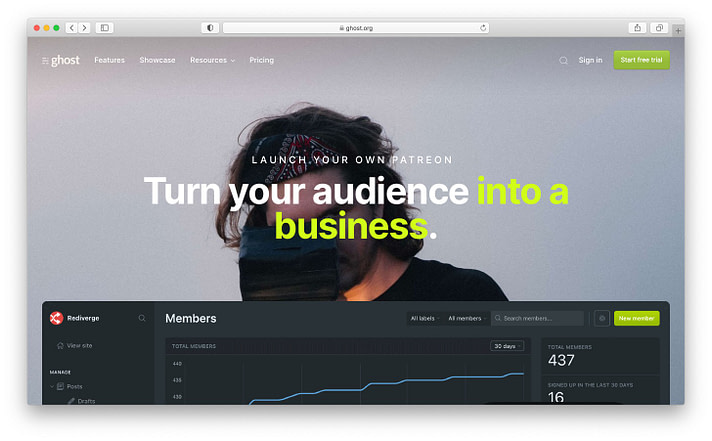 ghost.org
ghost
Features
Showcase
Resources
Pricing
Sign in
Start free trial
LAUNCH YOUR OWN PATREON
Turn your audience into a
business.
Rediverge
View site
MANAGE
Posts
Drafts
Members
All labels
All members
Search members...
New member
TOTAL MEMBERS
30 days
440
435
430
TOTAL MEMBERS
437
SIGNED UP IN THE LAST 30 DAYS
16